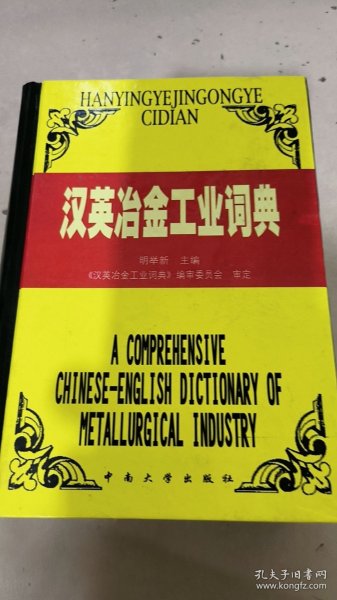 HANYINGYEJINGONGYE
CIDIAN
汉英冶金工业词典
明举新 主编
《汉英冶金工业词典》编审委员会 审定
A COMPREHENSIVE
CHINESE-ENGLISH DICTIONARY OF
METALLURGICAL INDUSTRY
中南大学出版社
孔夫子旧书网
www.kongfz.com